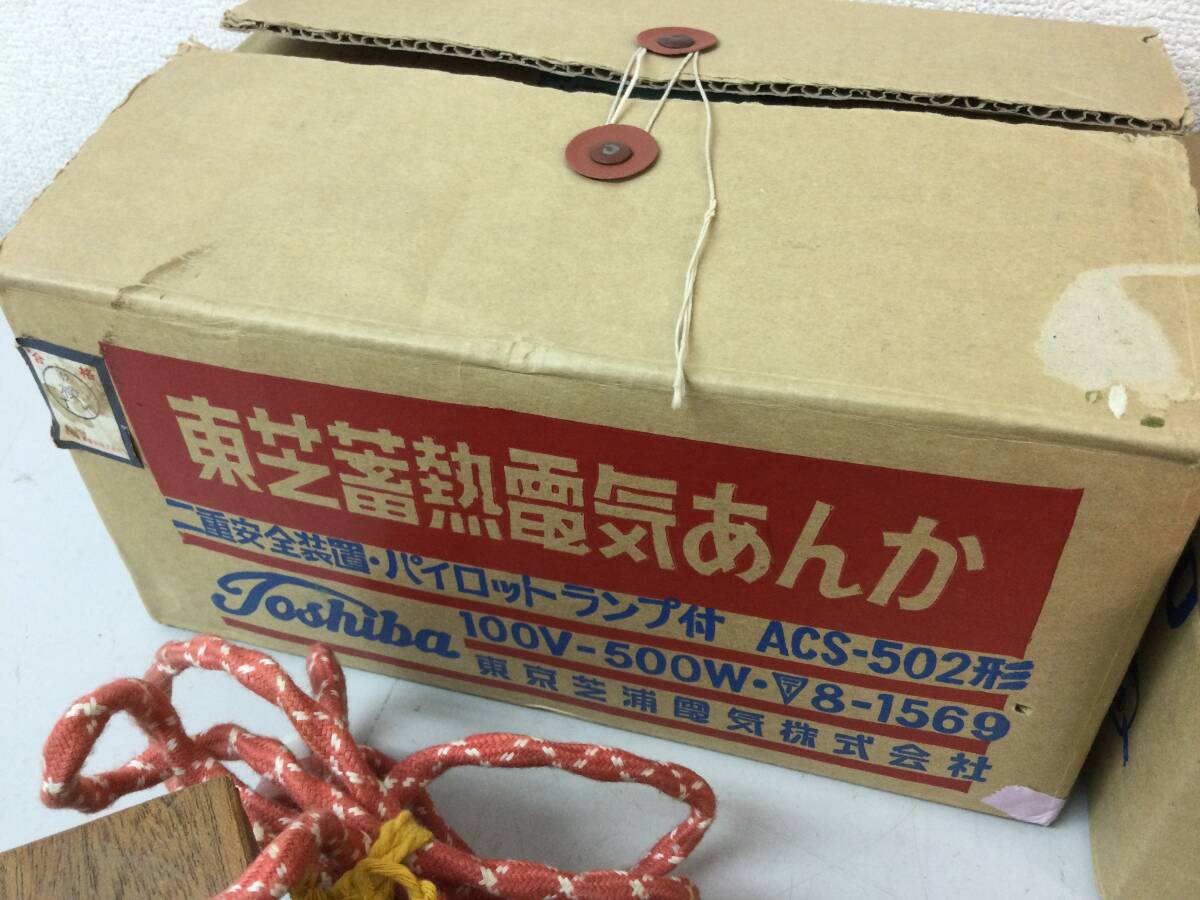 合格
東芝蓄熱電気あんか
二重安全装置・パイロットランプ付 ACS-502形
Toshiba 100V-500W・〒8-1569
東京芝浦電気株式会社